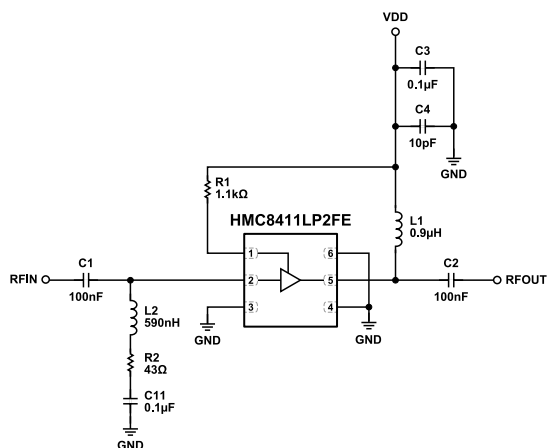 VDD
C3
0.1µF
C4
10pF
GND
R1
1.1kΩ
HMC8411LP2FE
L1
0.9µH
1
6
RFIN
C1
100nF
2
5
C2
100nF
RFOUT
L2
590nH
3
4
GND
GND
R2
43Ω
C11
0.1µF
GND